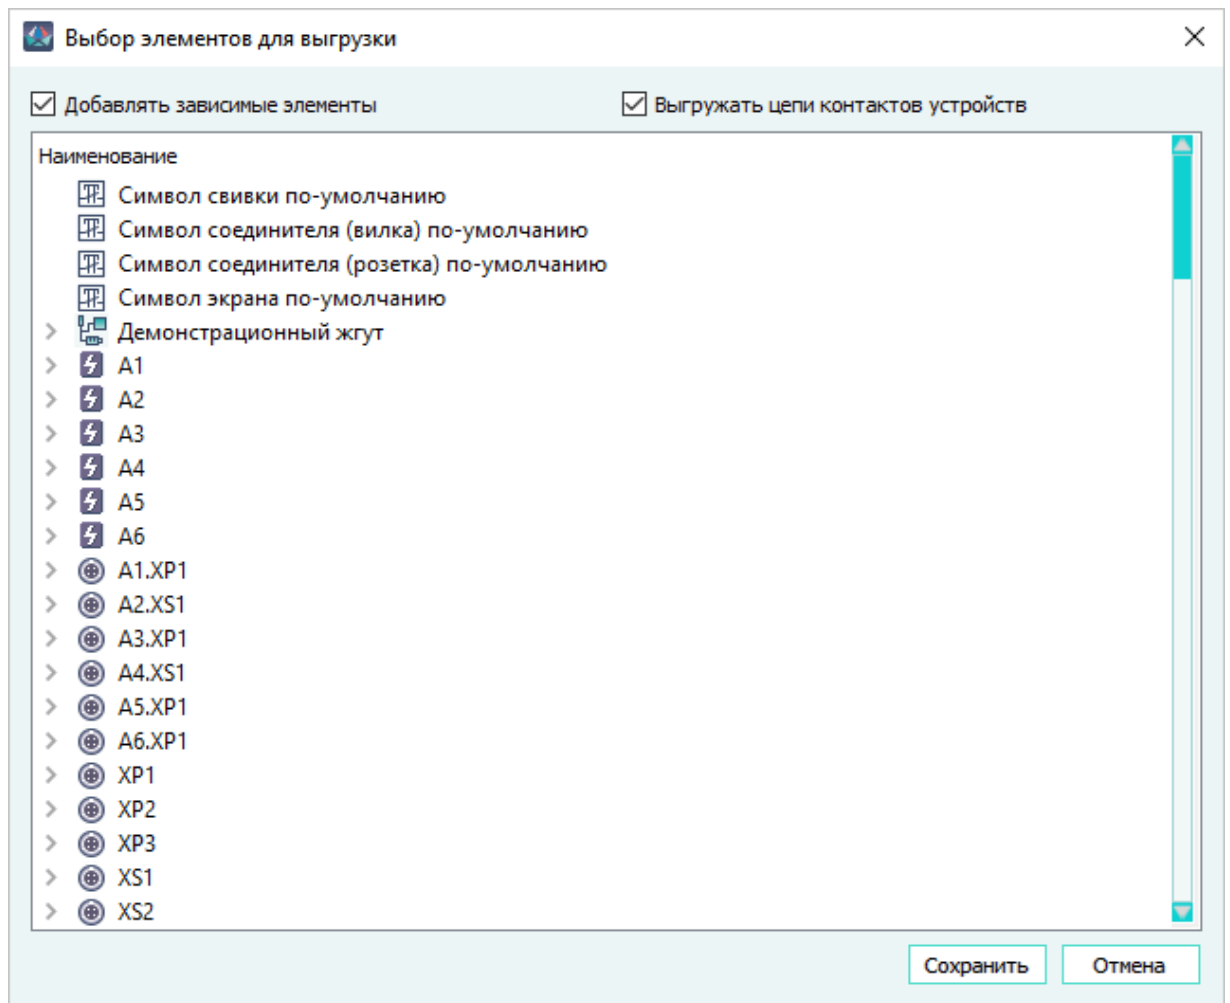 Выбор элементов для выгрузки
Добавлять зависимые элементы
Выгружать цепи контактов устройств
Наименование
Символ свивки по-умолчанию
Символ соединителя (вилка) по-умолчанию
Символ соединителя (розетка) по-умолчанию
Символ экрана по-умолчанию
Демонстрационный жгут
A1
A2
A3
A4
A5
A6
A1.XP1
A2.XS1
A3.XP1
A4.XS1
A5.XP1
A6.XP1
XP1
XP2
XP3
XS1
XS2
Сохранить
Отмена